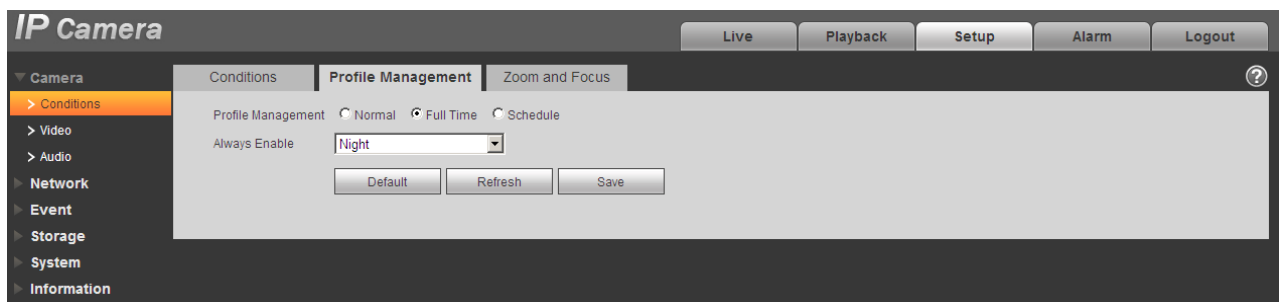 IP Camera
Live Playback Setup Alarm Logout
Camera
Conditions
Video
Audio
Network
Event
Storage
System
Information
Conditions Profile Management Zoom and Focus
?
Profile Management Normal Full Time Schedule
Always Enable Night
Default Refresh Save